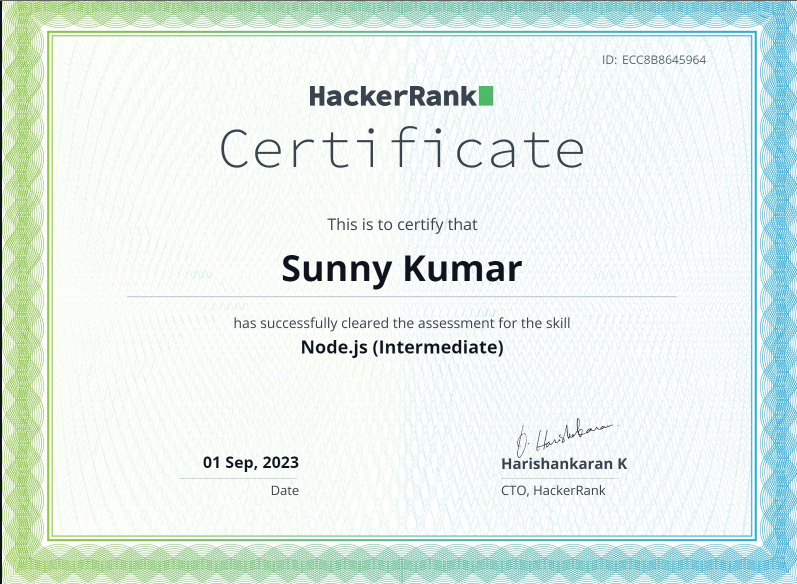 ID: ECC8B8645964
HackerRank
Certificate
This is to certify that
Sunny Kumar
has successfully cleared the assessment for the skill
Node.js (Intermediate)
01 Sep, 2023
Date
Harishankaran K
CTO, HackerRank